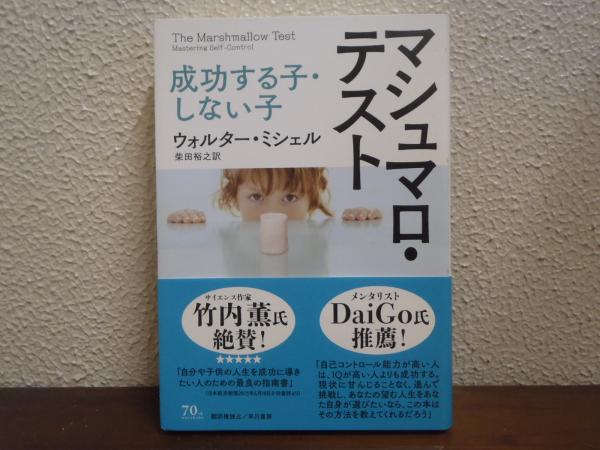 The Marshmallow Test
Mastering Self-Control
マシュマロ・
テスト
成功する子・
しない子
ウォルター・ミシェル
柴田裕之訳
サイエンス作家
竹内薫氏
絶賛!
★★★★★
「自分や子供の人生を成功に導き
たい人のための最良の指南書」
メンタリスト
DaiGo氏
推薦!
「自己コントロール能力が高い人
は、IQが高い人よりも成功する。
現状に甘んじることなく、進んで
挑戦し、あなたの望む人生をあな
た自身が選びたいなら、この本は
その方法を教えてくれるだろう」
70
翻訳権独占/早川書房